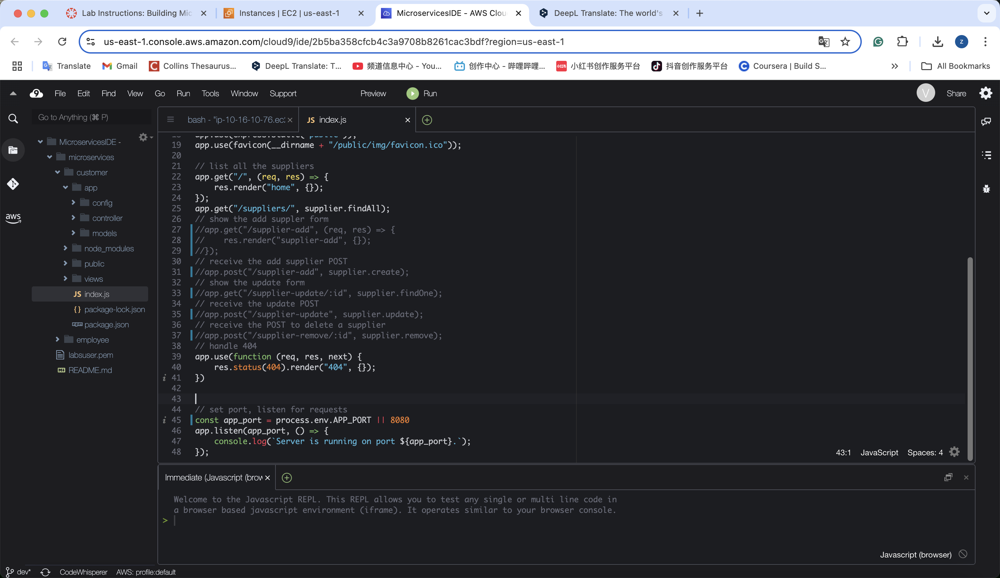 Lab Instructions: Building Mic
Instances | EC2 | us-east-1
MicroservicesIDE - AWS Clou
DeepL Translate: The world's
us-east-1.console.aws.amazon.com/cloud9/ide/2b5ba358cfcb4c3a9708b8261cac3bdf?region=us-east-1
Z
Translate
Gmail
Collins Thesaurus...
DeepL Translate: T...
频道信息中心 - You...
创作中心 - 哔哩哔哩...
小红书 小红书创作服务平台
抖音创作服务平台
Coursera | Build S...
All Bookmarks
9 File Edit Find View Go Run Tools Window Support
Preview
Run
V
Share
Go to Anything (⌘ P)
MicroservicesIDE -
microservices
customer
app
config
controller
models
node_modules
public
views
JS index.js
{} package-lock.json
package.json
employee
labsuser.pem
README.md
aws
bash - "ip-10-16-10-76.ec2
JS index.js
18 app.use(express.static("public"));
19 app.use(favicon(__dirname + "/public/img/favicon.ico"));
20
21 // list all the suppliers
22 app.get("/", (req, res) => {
23     res.render("home", {});
24 });
25 app.get("/suppliers/", supplier.findAll);
26 // show the add suppler form
27 //app.get("/supplier-add", (req, res) => {
28 //    res.render("supplier-add", {});
29 //});
30 // receive the add supplier POST
31 //app.post("/supplier-add", supplier.create);
32 // show the update form
33 //app.get("/supplier-update/:id", supplier.findOne);
34 // receive the update POST
35 //app.post("/supplier-update", supplier.update);
36 // receive the POST to delete a supplier
37 //app.post("/supplier-remove/:id", supplier.remove);
38 // handle 404
39 app.use(function (req, res, next) {
40     res.status(404).render("404", {});
i 41 })
42
43
44 // set port, listen for requests
i 45 const app_port = process.env.APP_PORT || 8080
46 app.listen(app_port, () => {
47     console.log(`Server is running on port ${app_port}.`);
48 });
43:1 JavaScript Spaces: 4
Immediate (Javascript (brow
Welcome to the Javascript REPL. This REPL allows you to test any single or multi line code in
a browser based javascript environment (iframe). It operates similar to your browser console.
>
Javascript (browser)
dev* CodeWhisperer AWS: profile:default